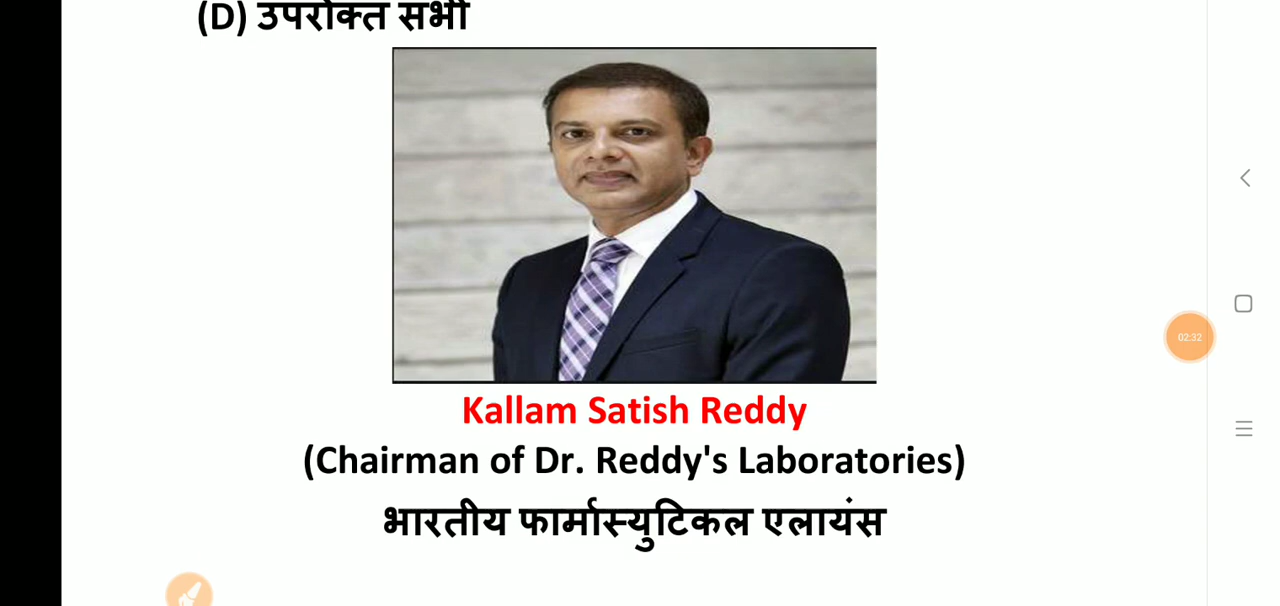 (D) उपरोक्त सभी
02:32
Kallam Satish Reddy
(Chairman of Dr. Reddy's Laboratories)
भारतीय फार्मास्युटिकल एलायंस